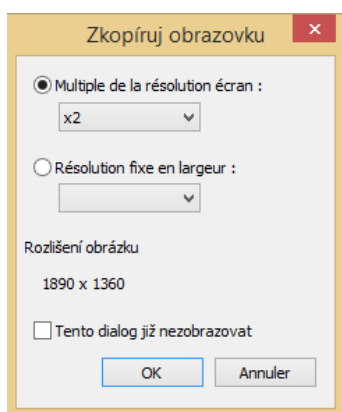 Zkopíruj obrazovku
Multiple de la résolution écran :
x2
Résolution fixe en largeur :
Rozlišení obrázku
1890 x 1360
Tento dialog již nezobrazovat
OK Annuler